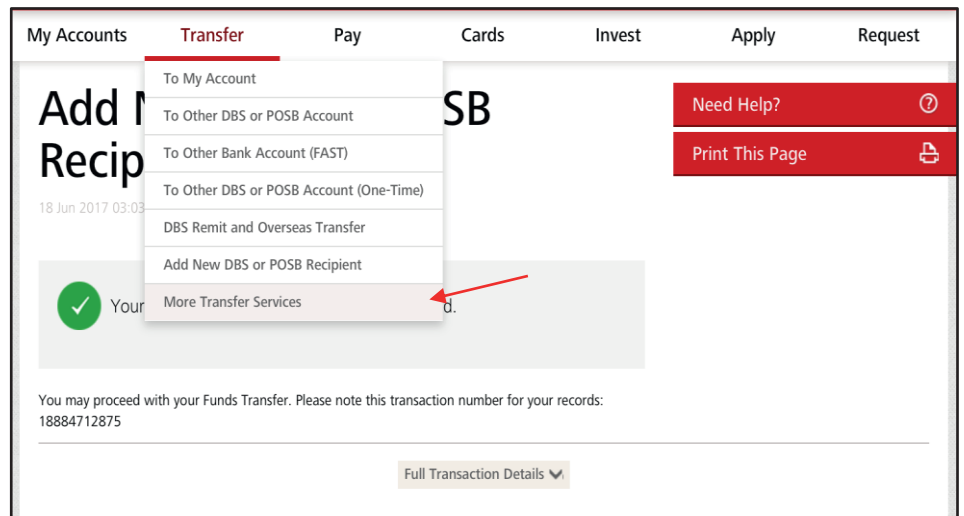 My Accounts Transfer Pay Cards Invest Apply Request
To My Account
To Other DBS or POSB Account
To Other Bank Account (FAST)
To Other DBS or POSB Account (One-Time)
DBS Remit and Overseas Transfer
Add New DBS or POSB Recipient
More Transfer Services
Add N SB
Recip
18 Jun 2017 03:03
Need Help?
Print This Page
Your d.
You may proceed with your Funds Transfer. Please note this transaction number for your records:
18884712875
Full Transaction Details